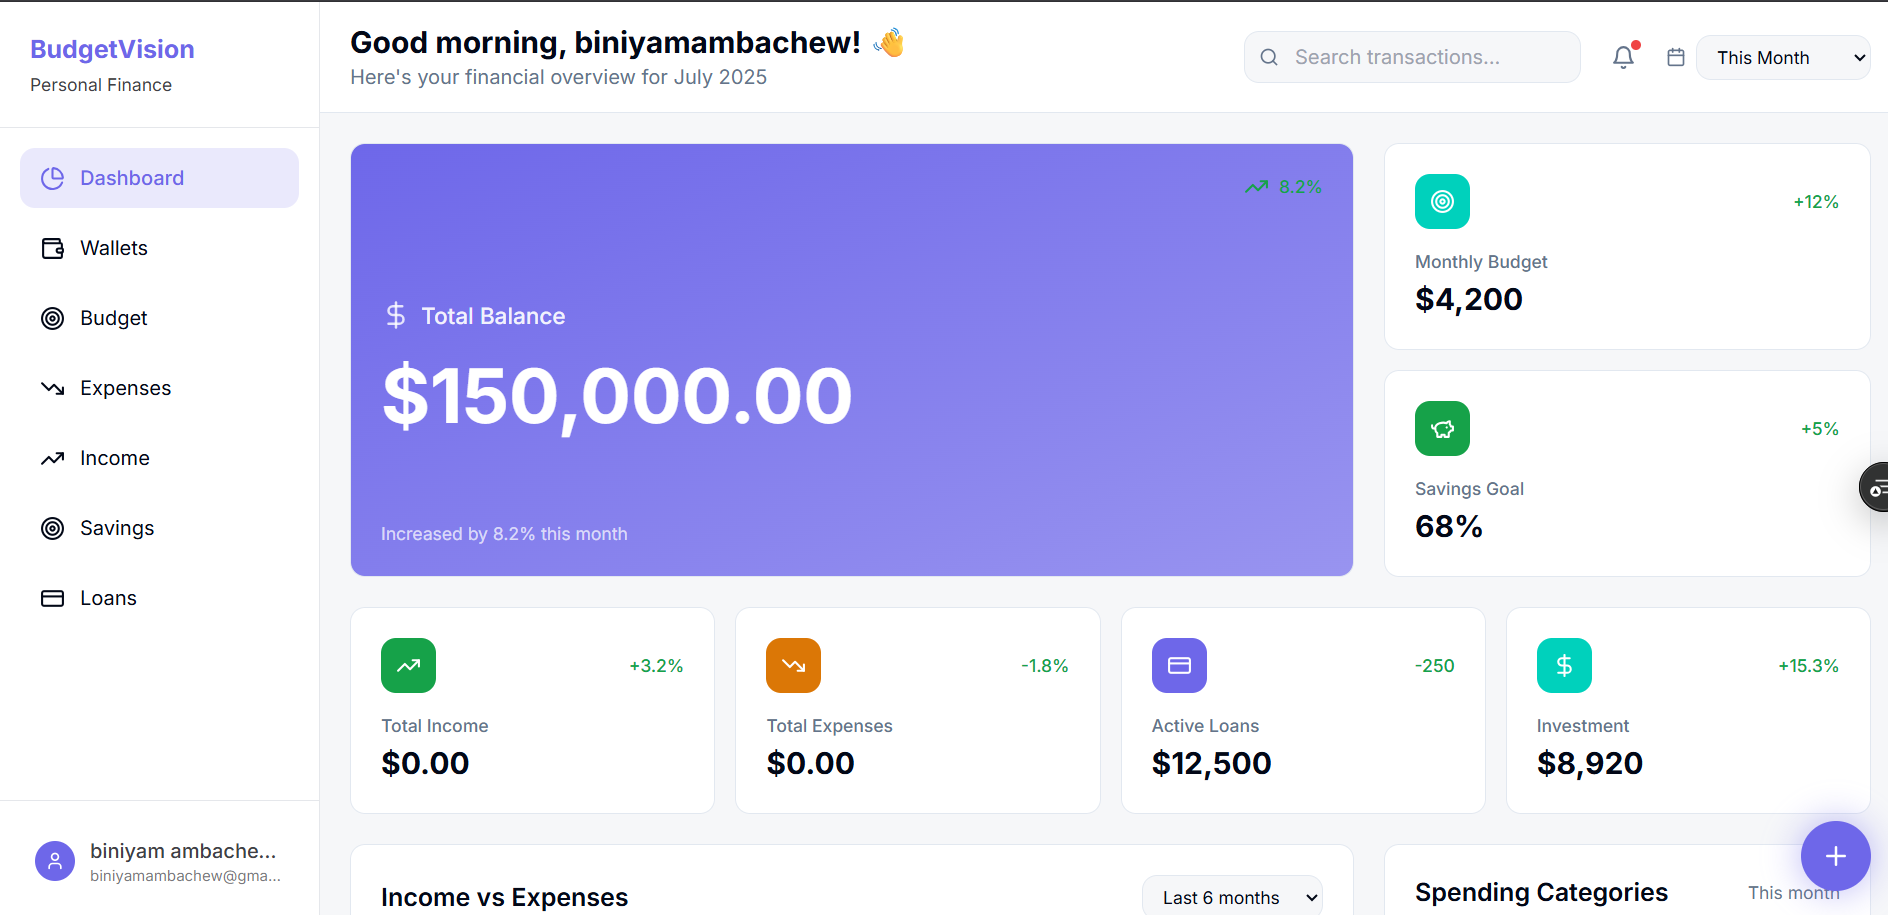 BudgetVision
Personal Finance
Dashboard
Wallets
Budget
Expenses
Income
Savings
Loans
biniyam ambache...
biniyamambachew@gma...
Good morning, biniyamambachew! 👋
Here's your financial overview for July 2025
Search transactions...
This Month
8.2%
Total Balance
$150,000.00
Increased by 8.2% this month
+12%
Monthly Budget
$4,200
+5%
Savings Goal
68%
+3.2%
Total Income
$0.00
-1.8%
Total Expenses
$0.00
-250
Active Loans
$12,500
+15.3%
Investment
$8,920
Income vs Expenses
Last 6 months
Spending Categories
This month